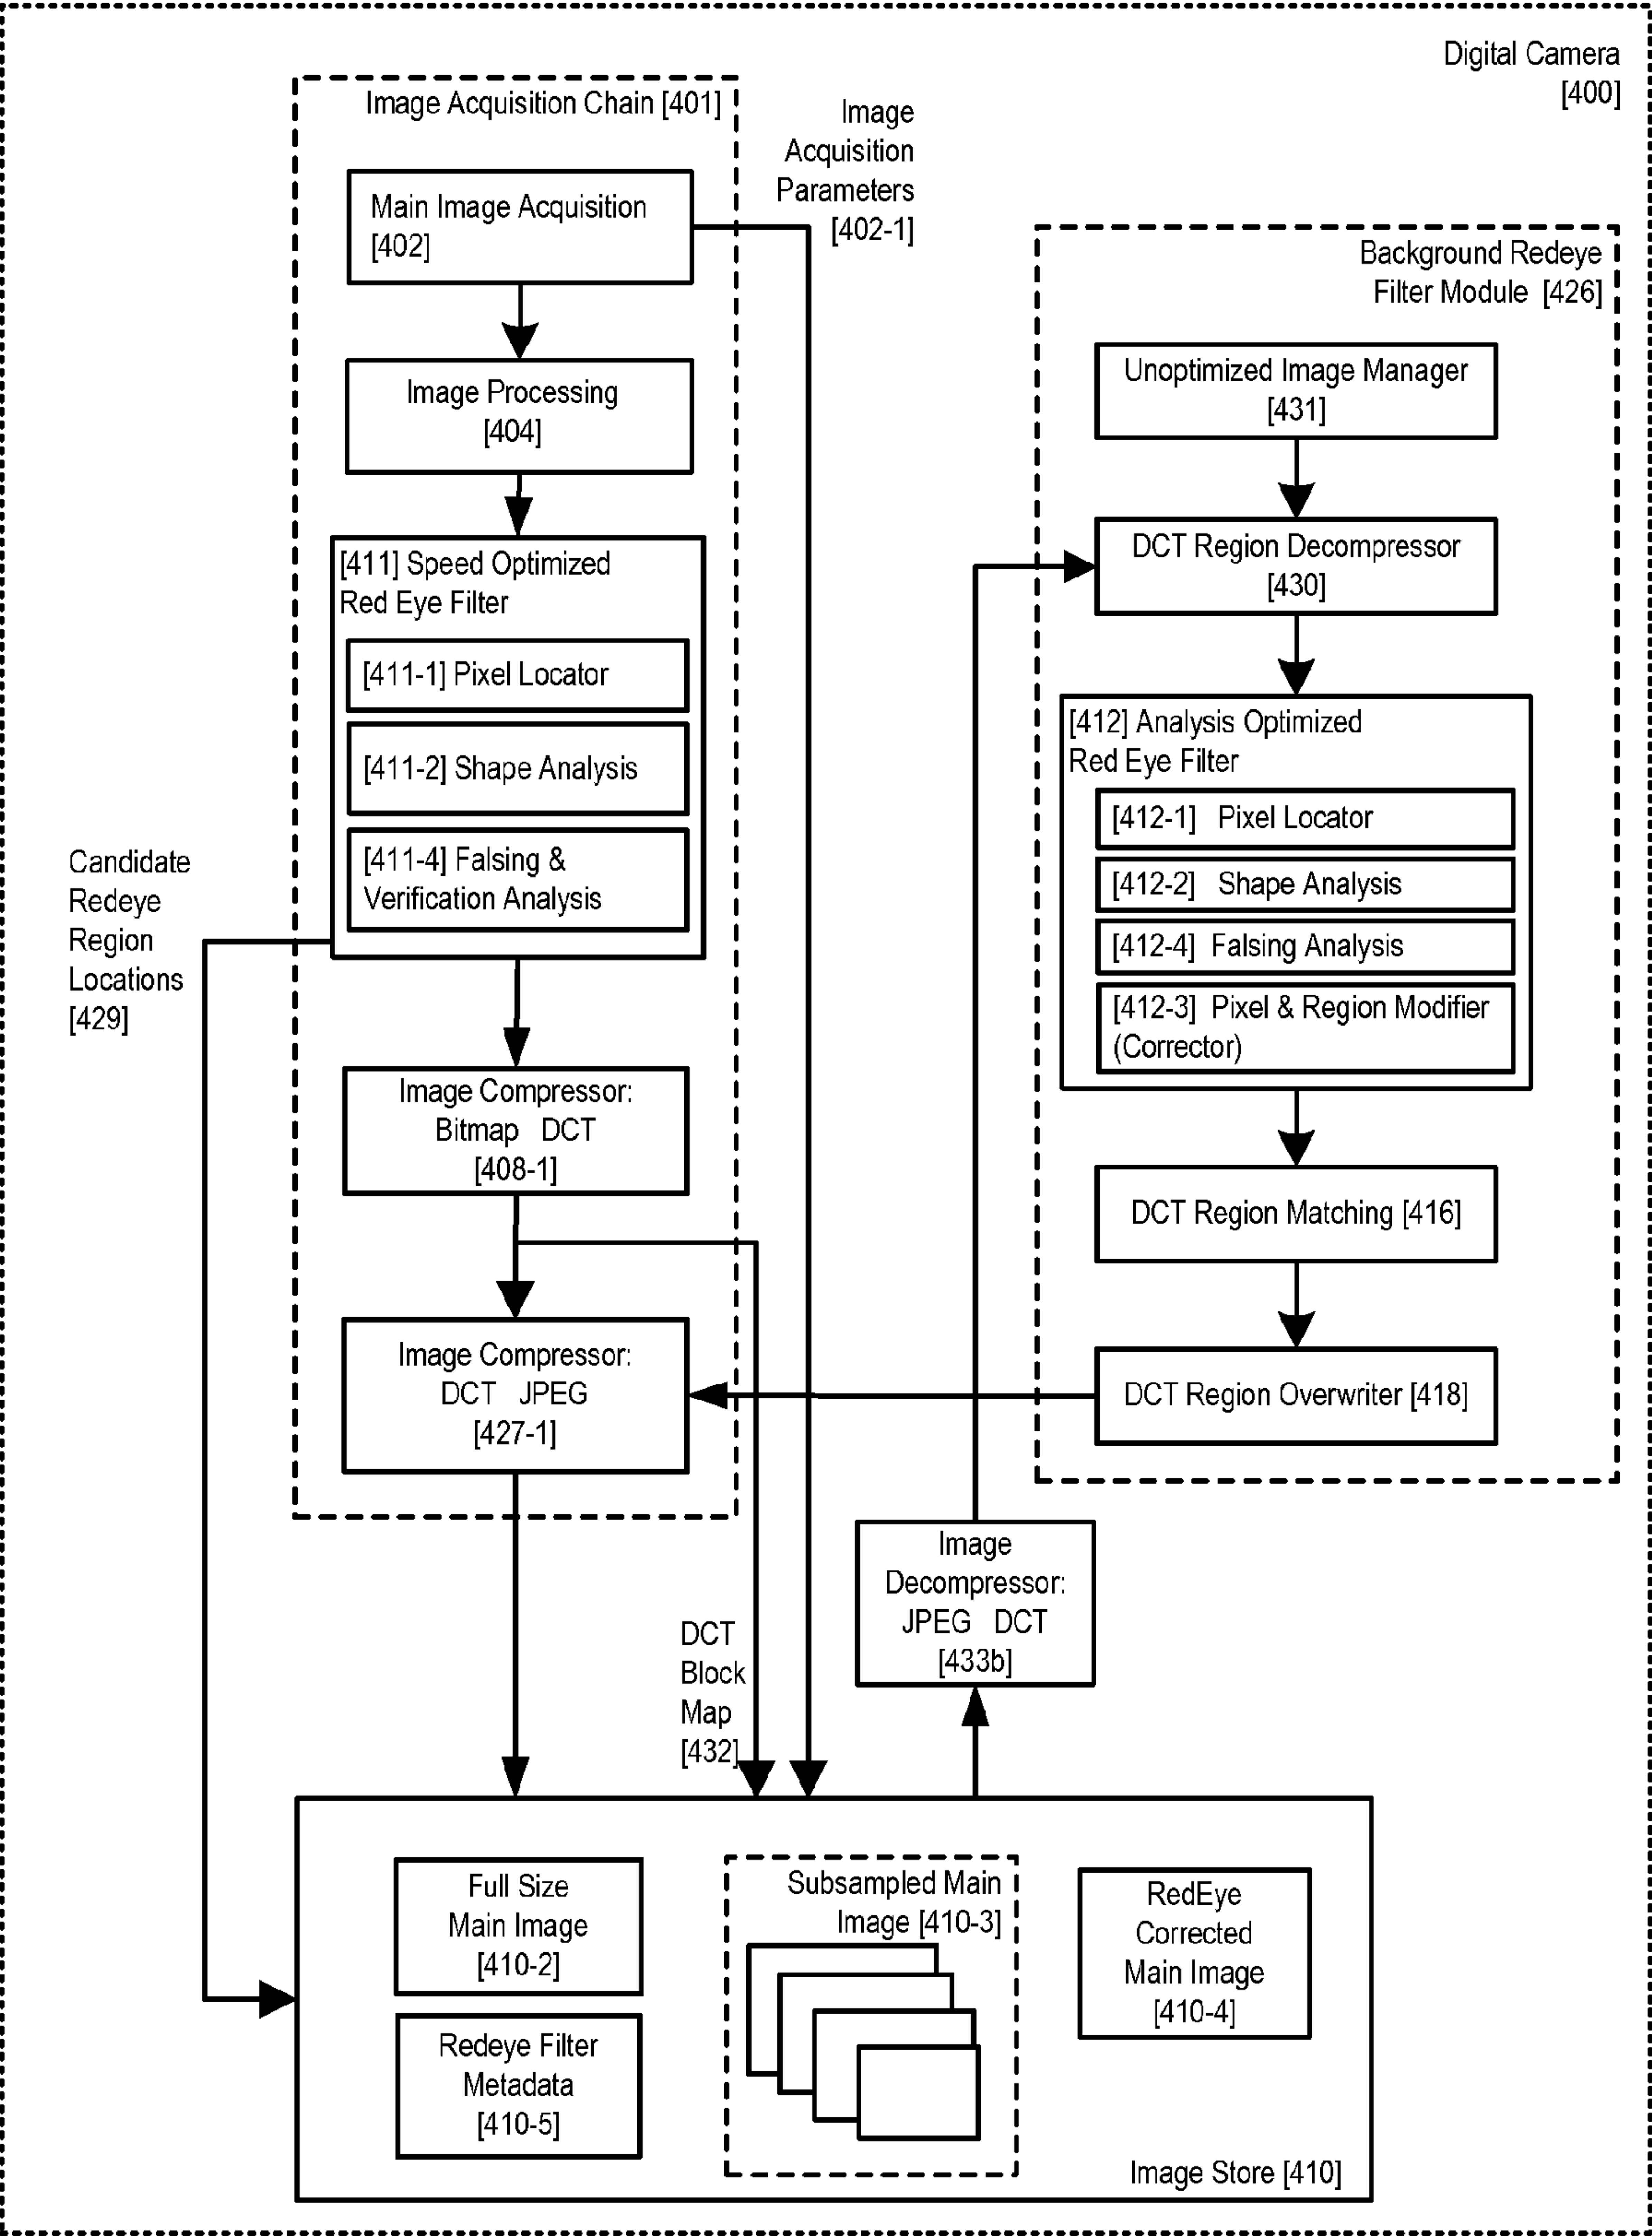 Digital Camera
[400]
Image Acquisition Chain [401]
Image
Acquisition
Parameters
[402-1]
Main Image Acquisition
[402]
Image Processing
[404]
[411] Speed Optimized
Red Eye Filter
[411-1] Pixel Locator
[411-2] Shape Analysis
[411-4] Falsing &
Verification Analysis
Candidate
Redeye
Region
Locations
[429]
Image Compressor:
Bitmap DCT
[408-1]
Image Compressor:
DCT JPEG
[427-1]
Background Redeye
Filter Module [426]
Unoptimized Image Manager
[431]
DCT Region Decompressor
[430]
[412] Analysis Optimized
Red Eye Filter
[412-1] Pixel Locator
[412-2] Shape Analysis
[412-4] Falsing Analysis
[412-3] Pixel & Region Modifier
(Corrector)
DCT Region Matching [416]
DCT Region Overwriter [418]
Image
Decompressor:
JPEG DCT
[433b]
DCT
Block
Map
[432]
Full Size
Main Image
[410-2]
Redeye Filter
Metadata
[410-5]
Subsampled Main
Image [410-3]
RedEye
Corrected
Main Image
[410-4]
Image Store [410]